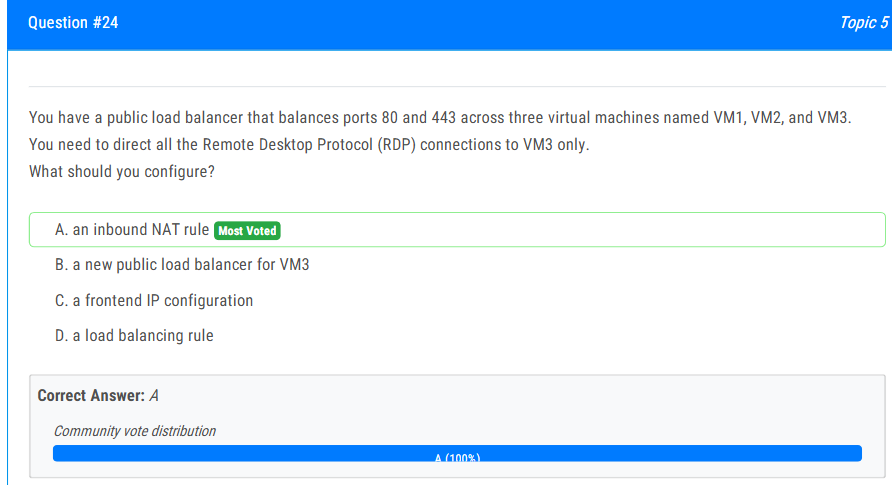 Question #24 Topic 5
You have a public load balancer that balances ports 80 and 443 across three virtual machines named VM1, VM2, and VM3.
You need to direct all the Remote Desktop Protocol (RDP) connections to VM3 only.
What should you configure?
A. an inbound NAT rule Most Voted
B. a new public load balancer for VM3
C. a frontend IP configuration
D. a load balancing rule
Correct Answer: A
Community vote distribution
A (100%)